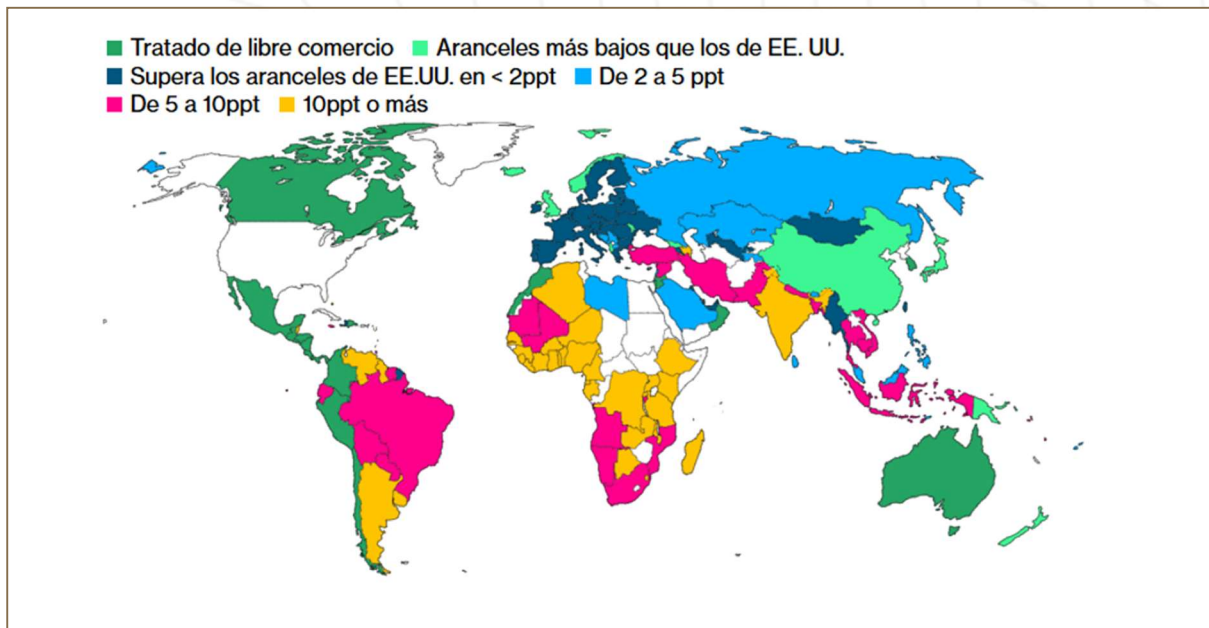 Tratado de libre comercio Aranceles más bajos que los de EE. UU.
Supera los aranceles de EE.UU. en < 2ppt De 2 a 5 ppt
De 5 a 10ppt 10ppt o más